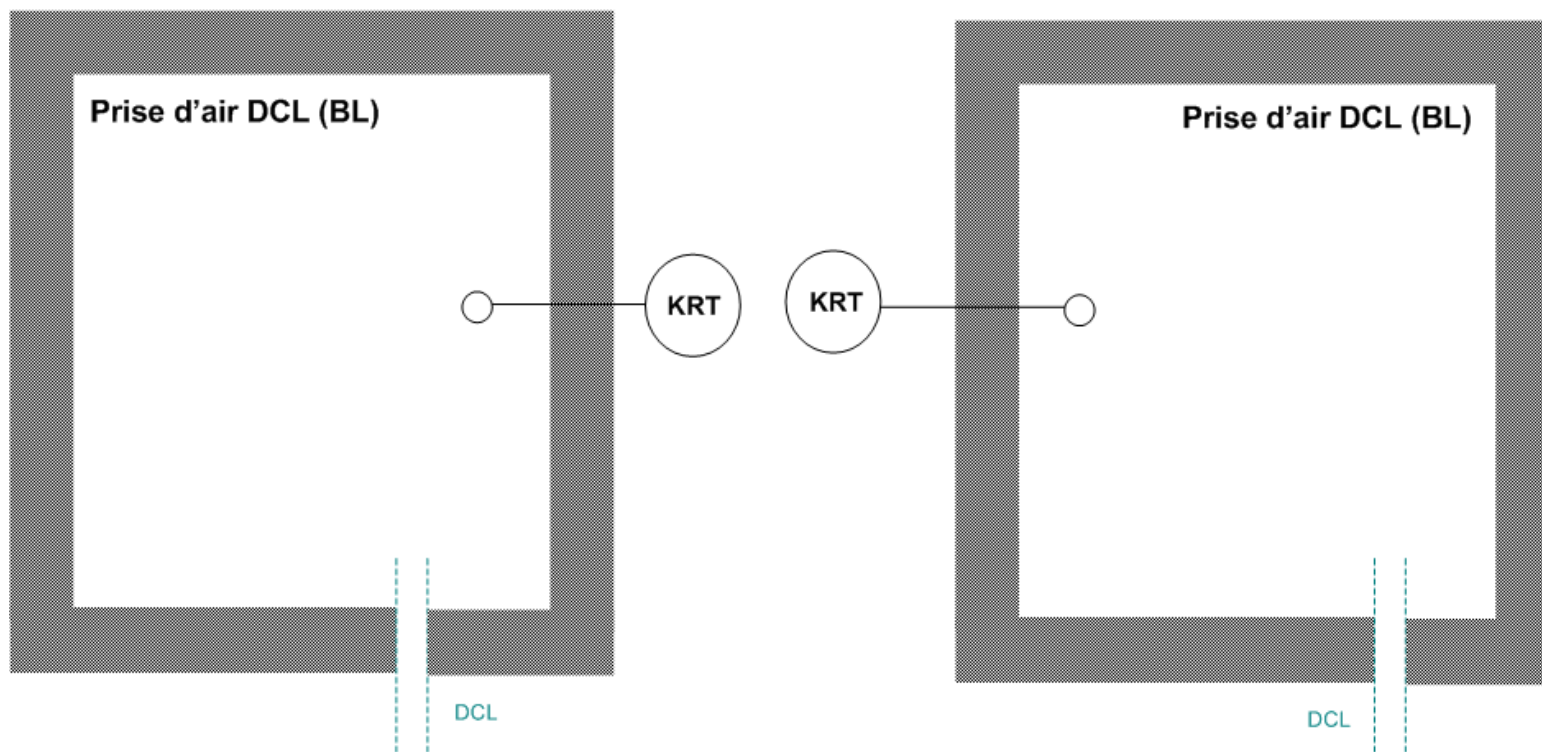 Prise d’air DCL (BL)
Prise d’air DCL (BL)
KRT
KRT
DCL
DCL